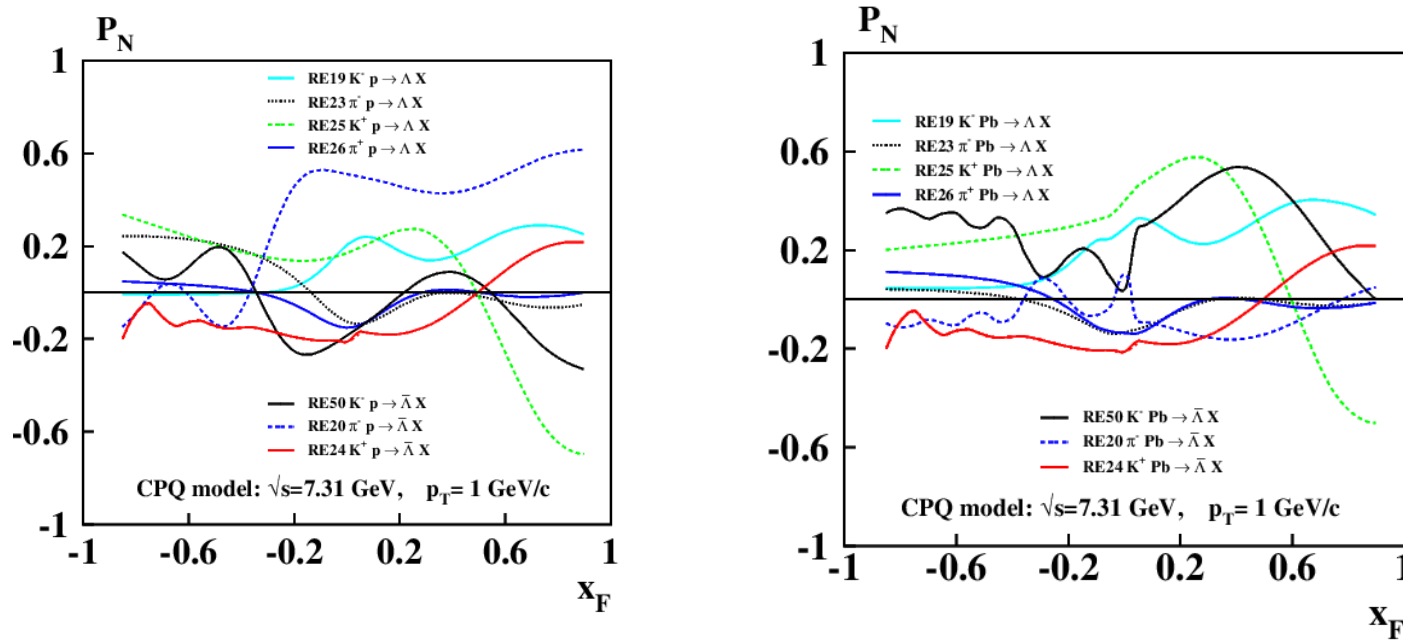 P_N
1
0.6
0.2
-0.2
-0.6
-1
RE19 K⁻ p → Λ X
RE23 π⁻ p → Λ X
RE25 K⁺ p → Λ X
RE26 π⁺ p → Λ X
RE50 K⁻ p → Λ̄ X
RE20 π⁻ p → Λ̄ X
RE24 K⁺ p → Λ̄ X
CPQ model: √s=7.31 GeV, p_T= 1 GeV/c
-1 -0.6 -0.2 0.2 0.6 1
x_F
P_N
1
0.6
0.2
-0.2
-0.6
-1
RE19 K⁻ Pb → Λ X
RE23 π⁻ Pb → Λ X
RE25 K⁺ Pb → Λ X
RE26 π⁺ Pb → Λ X
RE50 K⁻ Pb → Λ̄ X
RE20 π⁻ Pb → Λ̄ X
RE24 K⁺ Pb → Λ̄ X
CPQ model: √s=7.31 GeV, p_T= 1 GeV/c
-1 -0.6 -0.2 0.2 0.6 1
x_F